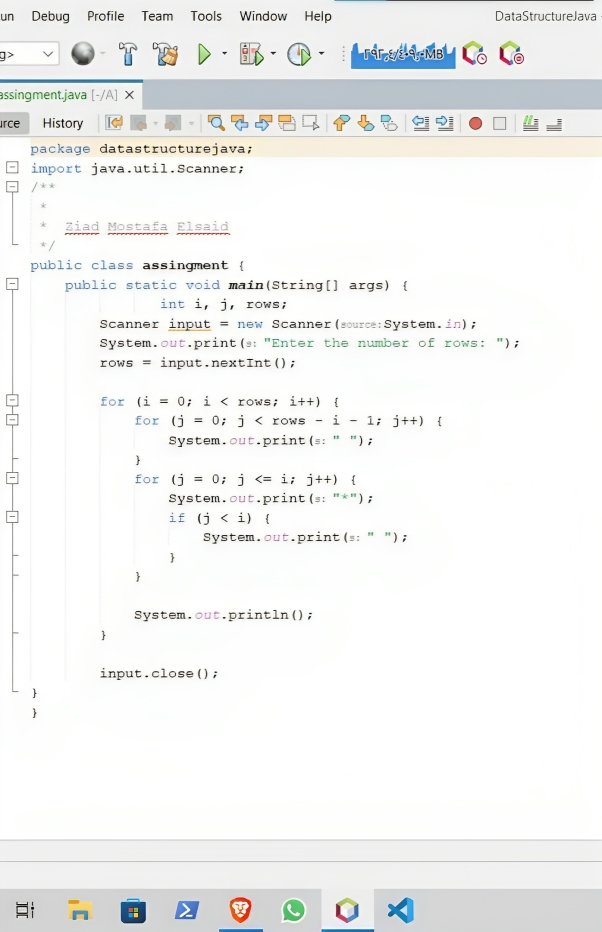 un Debug Profile Team Tools Window Help DataStructureJava -
g>
assingment.java [-/A]
urce History
package datastructurejava;
import java.util.Scanner;
/**
*
* Ziad Mostafa Elsaid
*/
public class assingment {
public static void main(String[] args) {
int i, j, rows;
Scanner input = new Scanner(source:System.in);
System.out.print(s: "Enter the number of rows: ");
rows = input.nextInt();
for (i = 0; i < rows; i++) {
for (j = 0; j < rows - i - 1; j++) {
System.out.print(s: " ");
}
for (j = 0; j <= i; j++) {
System.out.print(s: "*");
if (j < i) {
System.out.print(s: " ");
}
}
System.out.println();
}
input.close();
}
}